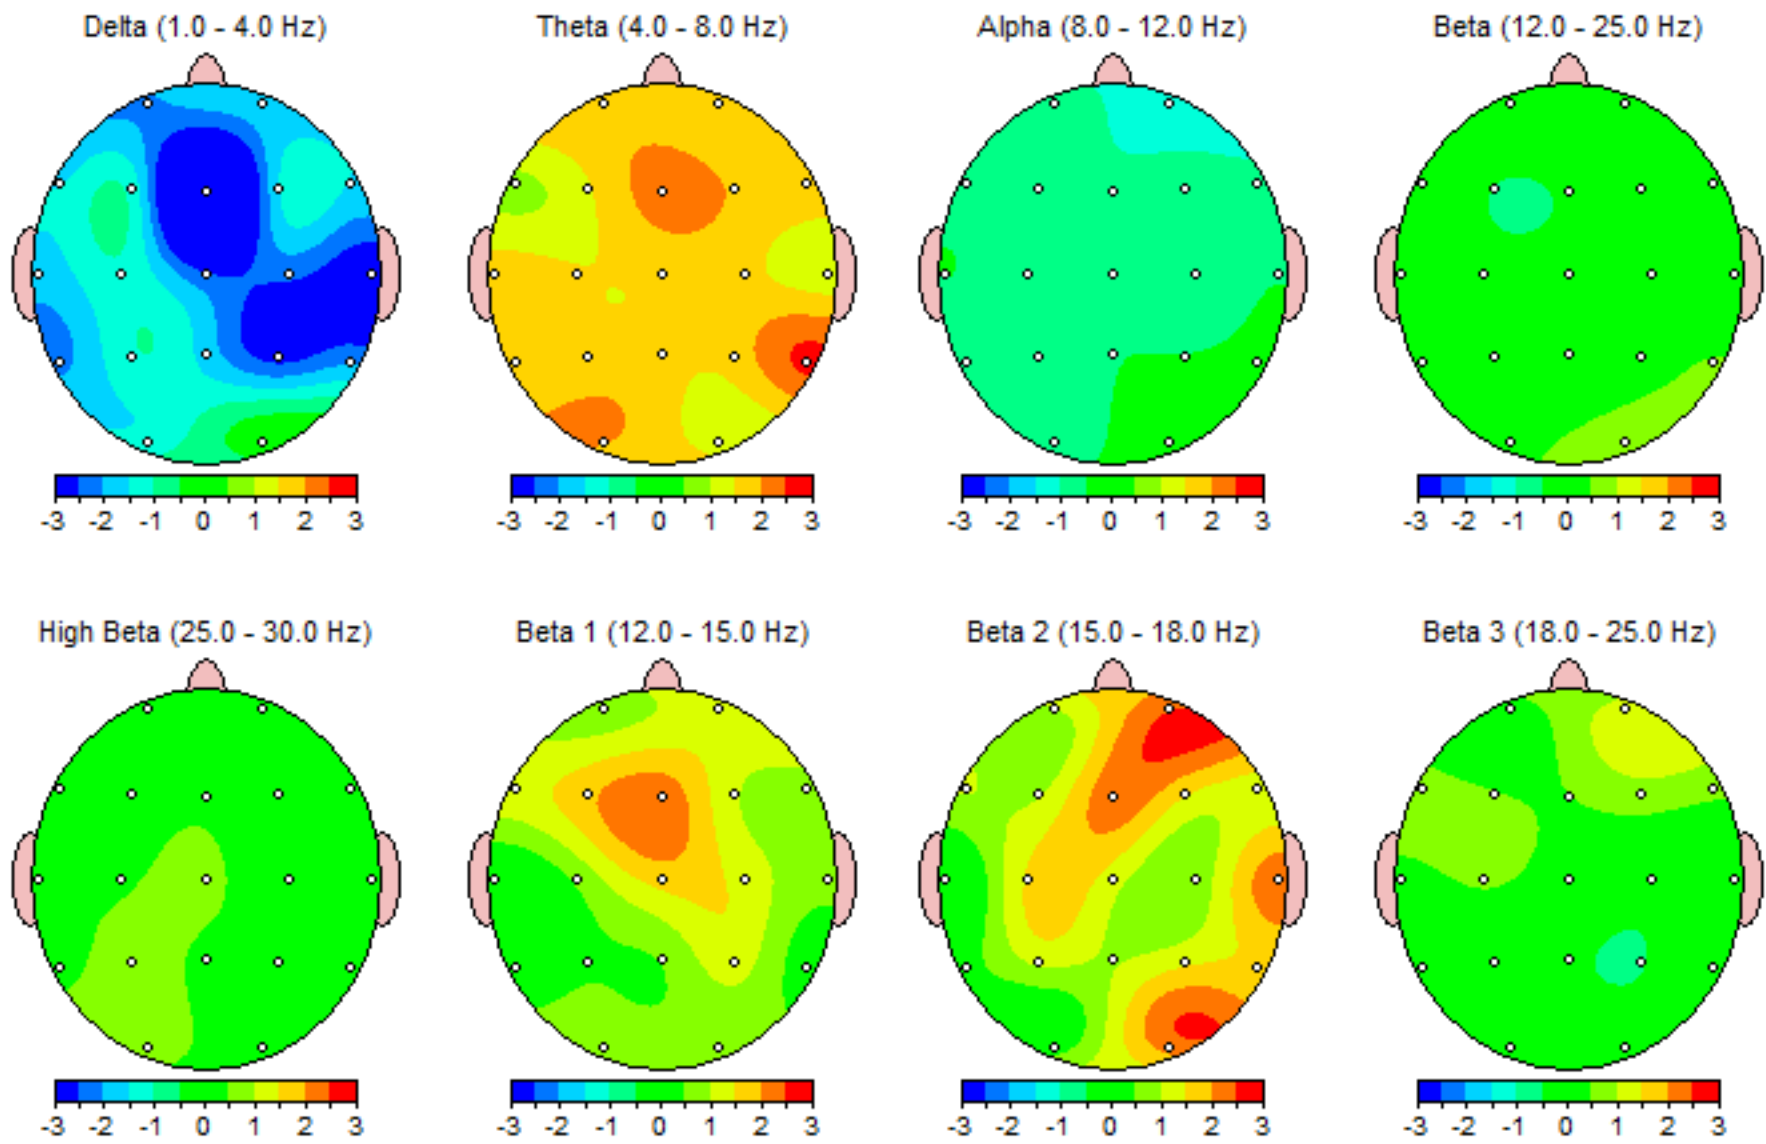 Delta (1.0 - 4.0 Hz)
Theta (4.0 - 8.0 Hz)
Alpha (8.0 - 12.0 Hz)
Beta (12.0 - 25.0 Hz)
-3 -2 -1 0 1 2 3
-3 -2 -1 0 1 2 3
-3 -2 -1 0 1 2 3
-3 -2 -1 0 1 2 3
High Beta (25.0 - 30.0 Hz)
Beta 1 (12.0 - 15.0 Hz)
Beta 2 (15.0 - 18.0 Hz)
Beta 3 (18.0 - 25.0 Hz)
-3 -2 -1 0 1 2 3
-3 -2 -1 0 1 2 3
-3 -2 -1 0 1 2 3
-3 -2 -1 0 1 2 3